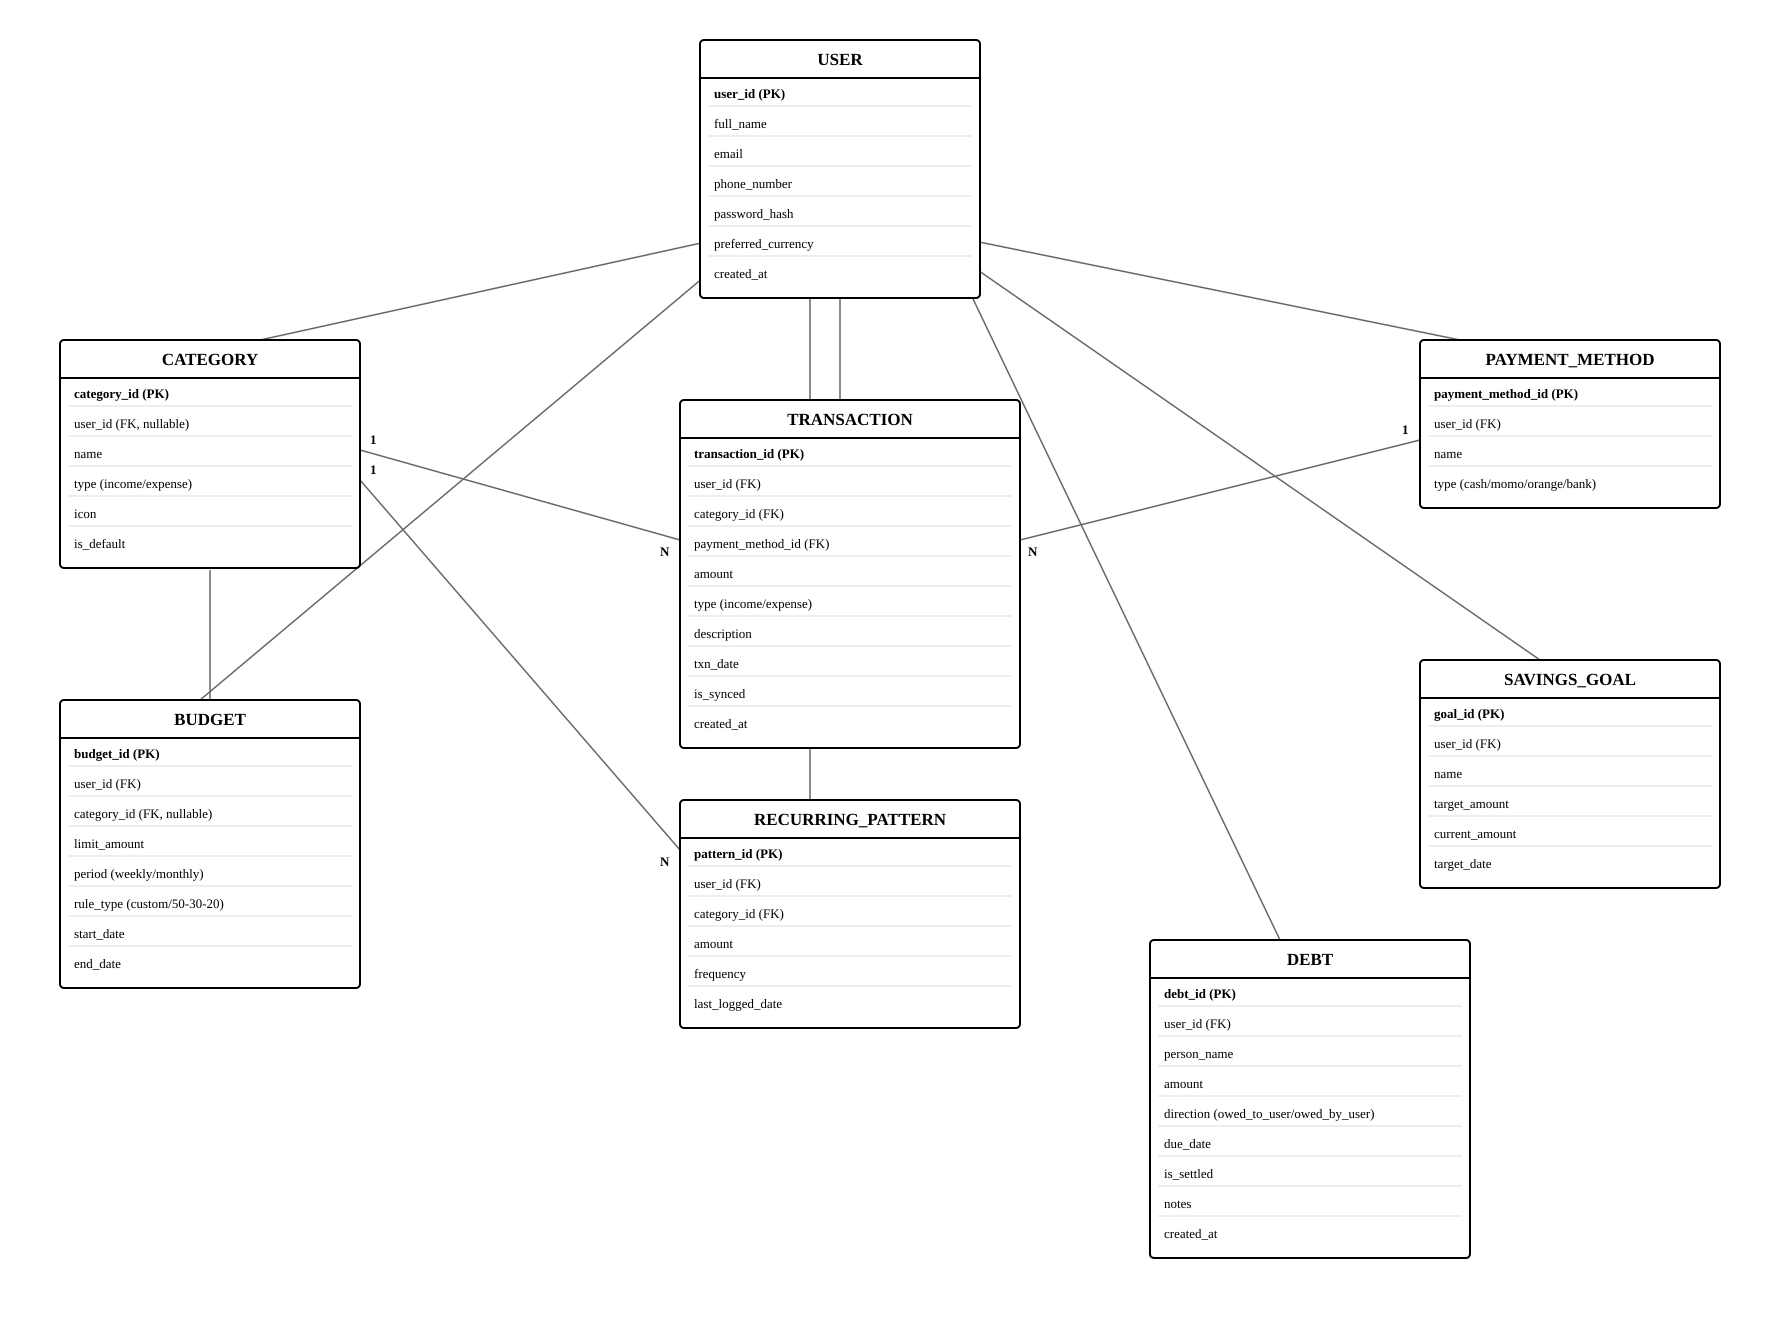 USER
user_id (PK)
full_name
email
phone_number
password_hash
preferred_currency
created_at
CATEGORY
category_id (PK)
user_id (FK, nullable)
name
type (income/expense)
icon
is_default
1
1
TRANSACTION
transaction_id (PK)
user_id (FK)
category_id (FK)
payment_method_id (FK)
amount
type (income/expense)
description
txn_date
is_synced
created_at
N
N
PAYMENT_METHOD
payment_method_id (PK)
user_id (FK)
name
type (cash/momo/orange/bank)
1
BUDGET
budget_id (PK)
user_id (FK)
category_id (FK, nullable)
limit_amount
period (weekly/monthly)
rule_type (custom/50-30-20)
start_date
end_date
RECURRING_PATTERN
pattern_id (PK)
user_id (FK)
category_id (FK)
amount
frequency
last_logged_date
N
SAVINGS_GOAL
goal_id (PK)
user_id (FK)
name
target_amount
current_amount
target_date
DEBT
debt_id (PK)
user_id (FK)
person_name
amount
direction (owed_to_user/owed_by_user)
due_date
is_settled
notes
created_at